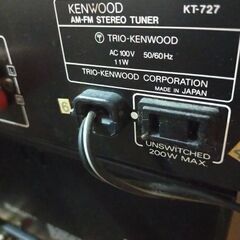 KENWOOD KT-727
AM-FM STEREO TUNER
TRIO-KENWOOD
AC 100V 50/60Hz
11W
TRIO-KENWOOD CORPORATION
MADE IN JAPAN
6
UNSWITCHED
200W MAX.